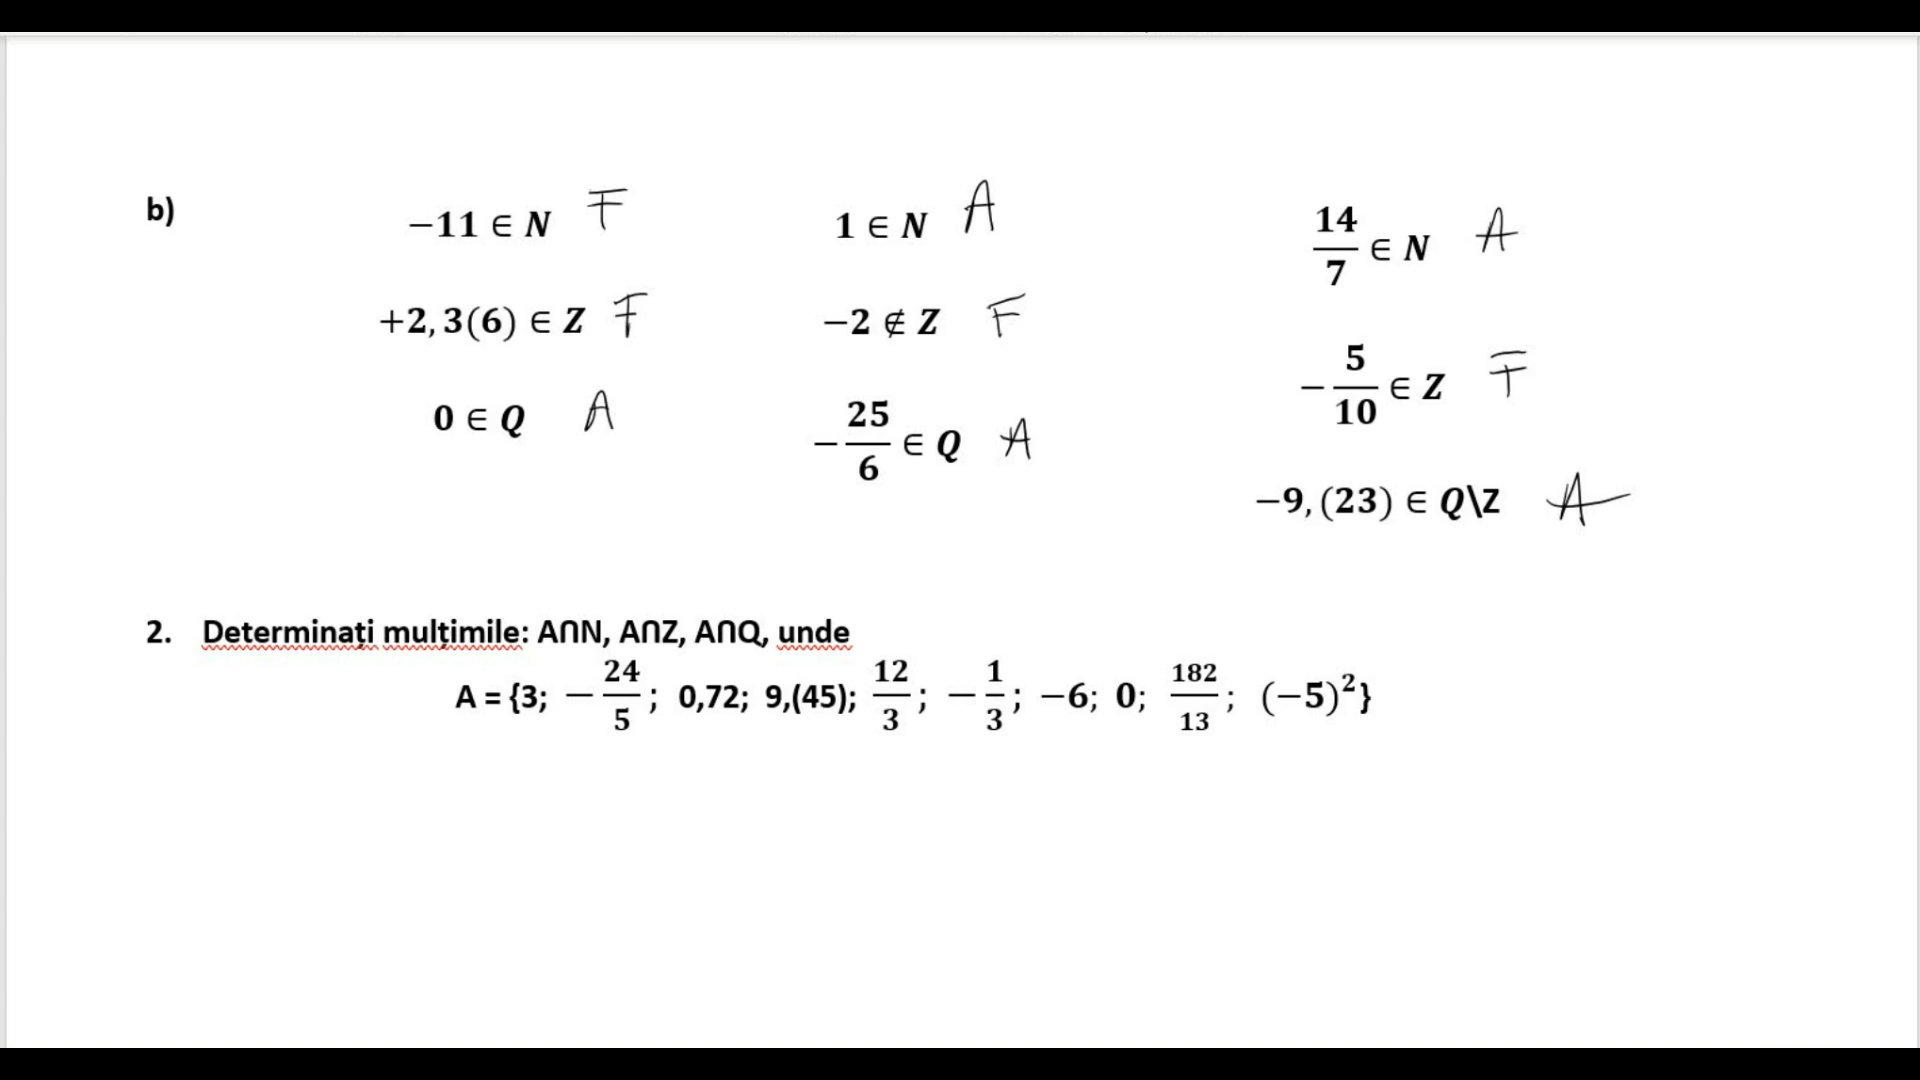 b) −11 ∈ N F 1 ∈ N A 14/7 ∈ N A
+2,3(6) ∈ Z F −2 ∉ Z F −5/10 ∈ Z F
0 ∈ Q A −25/6 ∈ Q A −9,(23) ∈ Q\Z A
2. Determinați mulțimile: A∩N, A∩Z, A∩Q, unde
A = {3; −24/5; 0,72; 9,(45); 12/3; −1/3; −6; 0; 182/13; (−5)²}